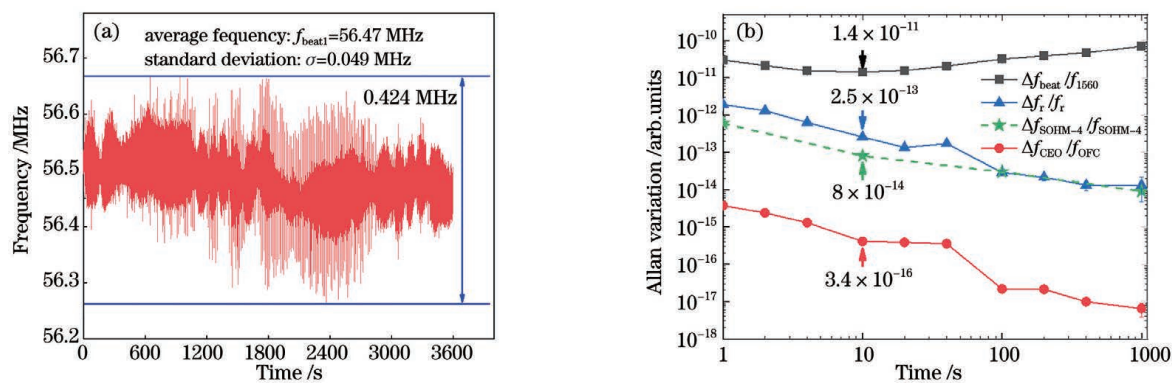 (a)
average fequency: f_beat1=56.47 MHz
standard deviation: σ=0.049 MHz
0.424 MHz
Frequency /MHz
56.7
56.6
56.5
56.4
56.3
56.2
0 600 1200 1800 2400 3000 3600
Time /s
(b)
1.4 × 10⁻¹¹
2.5 × 10⁻¹³
8 × 10⁻¹⁴
3.4 × 10⁻¹⁶
Δf_beat /f_1560
Δf_r /f_r
Δf_SOHM−4 /f_SOHM−4
Δf_CEO /f_OFC
Allan variation /arb.units
10⁻¹⁰
10⁻¹¹
10⁻¹²
10⁻¹³
10⁻¹⁴
10⁻¹⁵
10⁻¹⁶
10⁻¹⁷
10⁻¹⁸
1 10 100 1000
Time /s